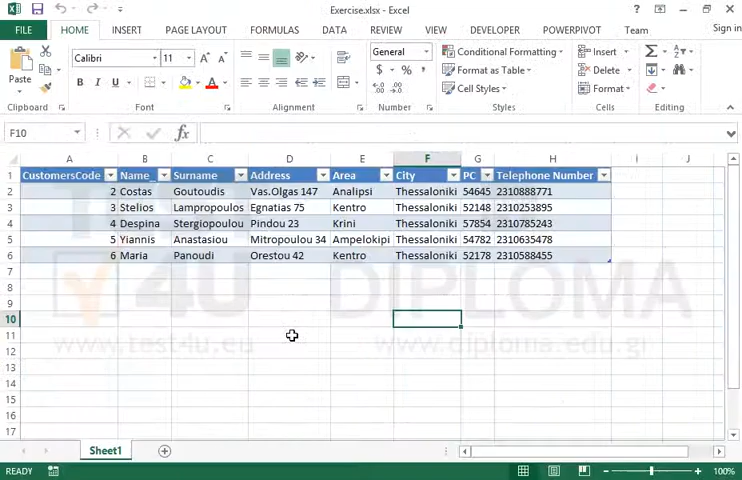 Exercise.xlsx - Excel
FILE HOME INSERT PAGE LAYOUT FORMULAS DATA REVIEW VIEW DEVELOPER POWERPIVOT Team Sign in
Paste
Calibri 11
B I U
A A
General
$ % ,
Conditional Formatting
Format as Table
Cell Styles
Insert
Delete
Format
Clipboard Font Alignment Number Styles Cells Editing
F10 fx
A B C D E F G H I J
1 CustomersCode Name_ Surname Address Area City PC Telephone Number
2 2 Costas Goutoudis Vas.Olgas 147 Analipsi Thessaloniki 54645 2310888771
3 3 Stelios Lampropoulos Egnatias 75 Kentro Thessaloniki 52148 2310253895
4 4 Despina Stergiopoulou Pindou 23 Krini Thessaloniki 57854 2310785243
5 5 Yiannis Anastasiou Mitropoulou 34 Ampelokipi Thessaloniki 54782 2310635478
6 6 Maria Panoudi Orestou 42 Kentro Thessaloniki 52178 2310588455
7
8
9
10
11
12
13
14
15
16
17
TEST
4U DIPLOMA
www.test4u.eu www.diploma.edu.gr
Sheet1
READY 100%